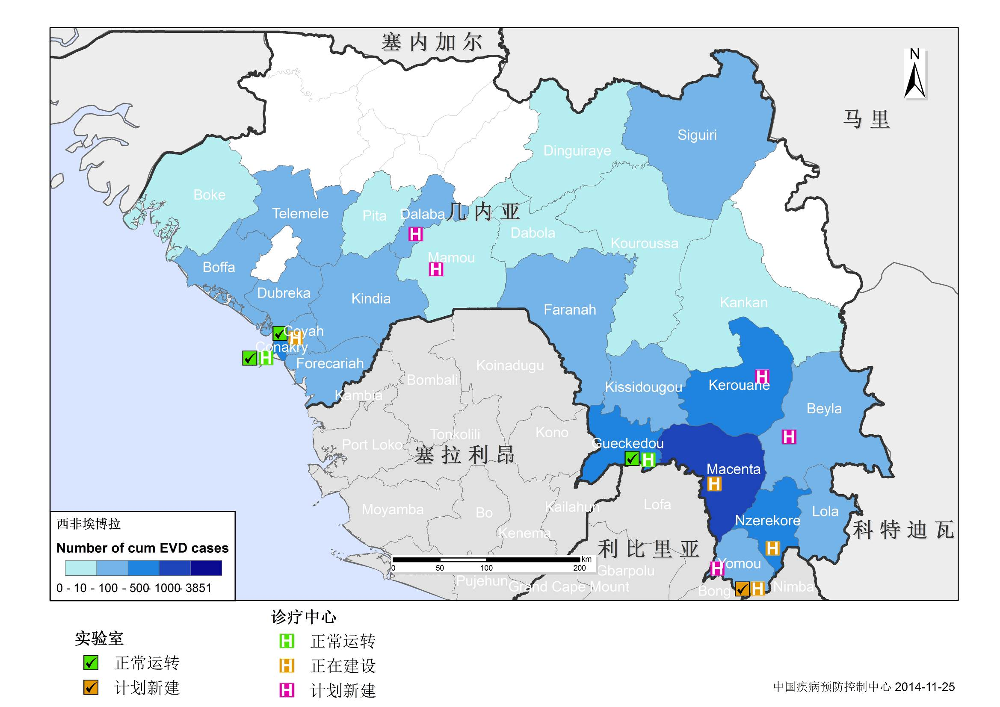 塞内加尔
N
马里
Siguiri
Dinguiraye
Boke
Telemele
Pita
Dalaba
几内亚
Dabola
Kouroussa
Mamou
Boffa
Dubreka
Kindia
Faranah
Kankan
Coyah
Conakry
Forecariah
Koinadugu
Bombali
Kambia
Kissidougou
Kerouane
Beyla
Tonkolili
Kono
Port Loko
Gueckedou
塞拉利昂
Macenta
Moyamba
Bo
Kailahun
Lofa
Lola
Nzerekore
Kenema
科特迪瓦
利比里亚
Yomou
km
0 50 100 200
Gbarpolu
Pujehun
Grand Cape Mount
Bong
Nimba
西非埃博拉
Number of cum EVD cases
0 - 10 - 100 - 500 - 1000 - 3851
诊疗中心
H 正常运转
H 正在建设
H 计划新建
实验室
正常运转
计划新建
中国疾病预防控制中心 2014-11-25